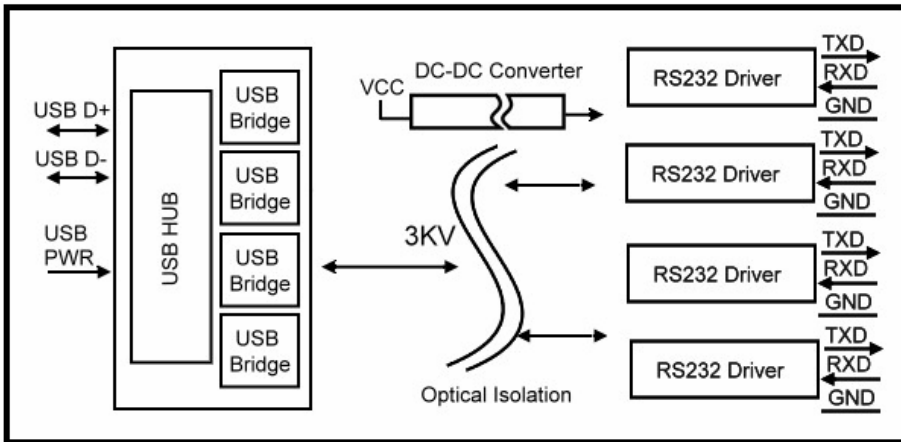 USB D+
USB D-
USB
PWR
USB HUB
USB
Bridge
USB
Bridge
USB
Bridge
USB
Bridge
DC-DC Converter
VCC
3KV
Optical Isolation
RS232 Driver
TXD
RXD
GND
RS232 Driver
TXD
RXD
GND
RS232 Driver
TXD
RXD
GND
RS232 Driver
TXD
RXD
GND